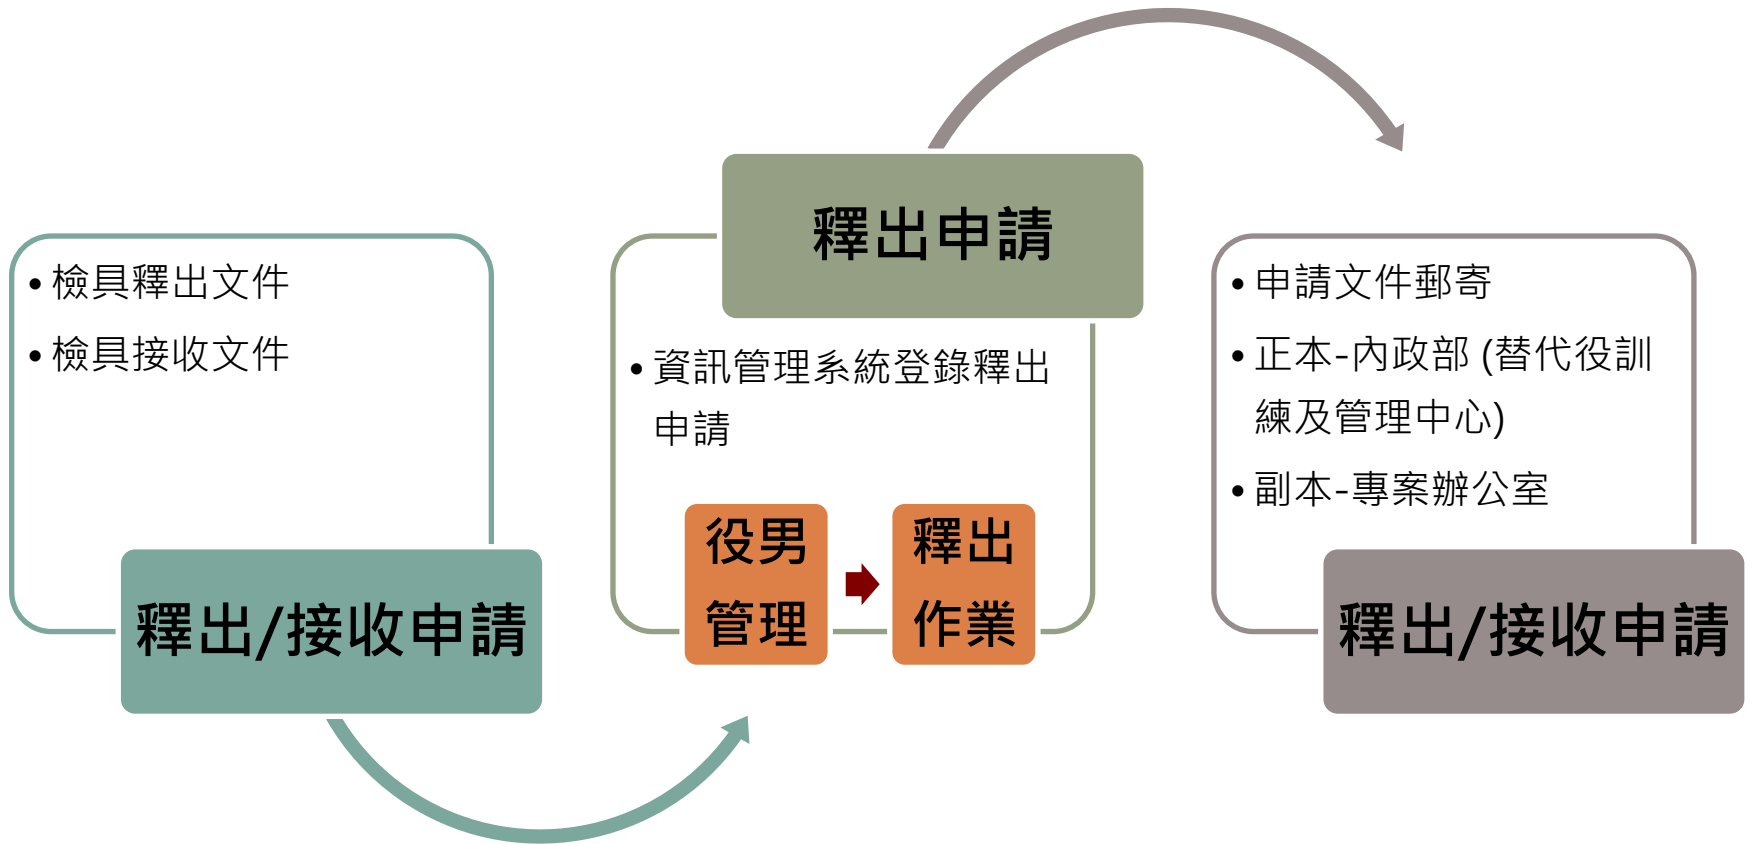 • 檢具釋出文件
• 檢具接收文件
釋出/接收申請
釋出申請
• 資訊管理系統登錄釋出
申請
役男
管理
釋出
作業
• 申請文件郵寄
• 正本-內政部 (替代役訓
練及管理中心)
• 副本-專案辦公室
釋出/接收申請